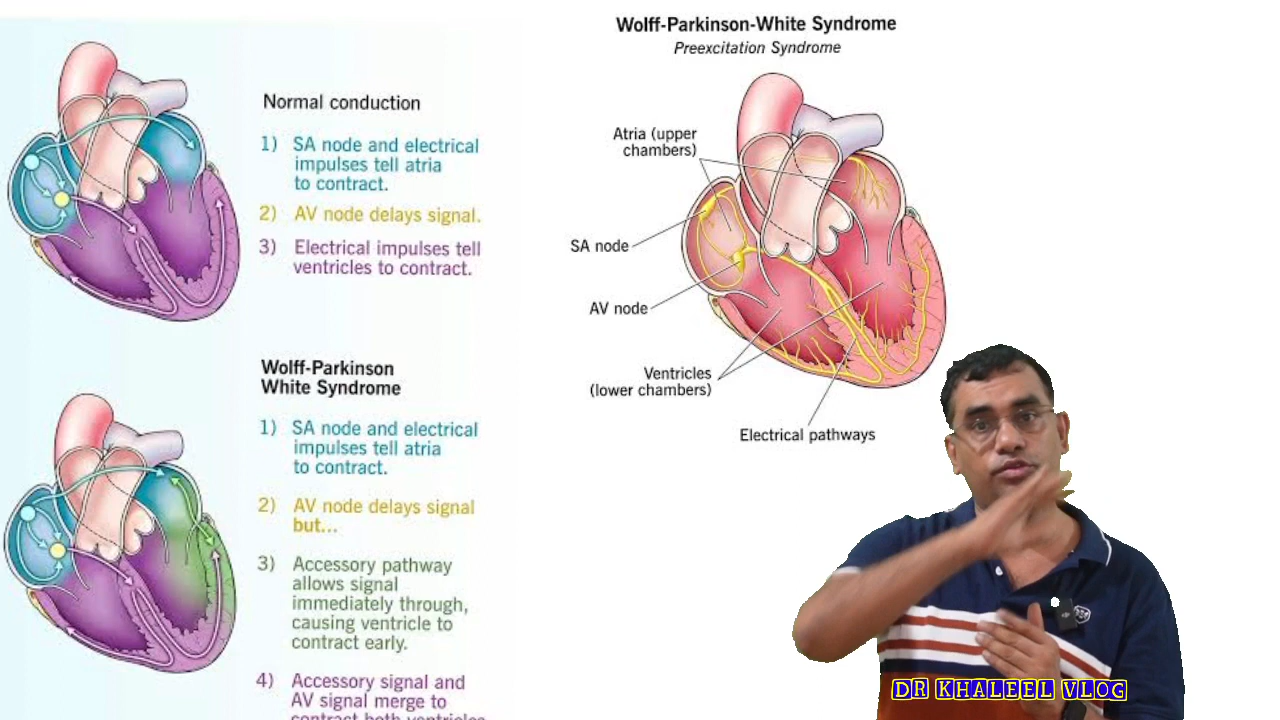 Normal conduction
1) SA node and electrical
impulses tell atria
to contract.
2) AV node delays signal.
3) Electrical impulses tell
ventricles to contract.
Wolff-Parkinson
White Syndrome
1) SA node and electrical
impulses tell atria
to contract.
2) AV node delays signal
but...
3) Accessory pathway
allows signal
immediately through,
causing ventricle to
contract early.
4) Accessory signal and
AV signal merge to
contract both ventricles
Wolff-Parkinson-White Syndrome
Preexcitation Syndrome
Atria (upper
chambers)
SA node
AV node
Ventricles
(lower chambers)
Electrical pathways
DR KHALEEL VLOG